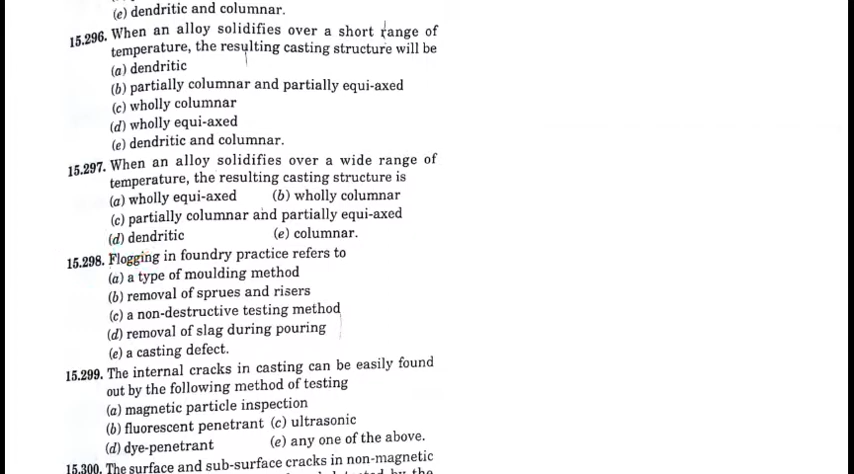 (e) dendritic and columnar.
15.296. When an alloy solidifies over a short range of
temperature, the resulting casting structure will be
(a) dendritic
(b) partially columnar and partially equi-axed
(c) wholly columnar
(d) wholly equi-axed
(e) dendritic and columnar.
15.297. When an alloy solidifies over a wide range of
temperature, the resulting casting structure is
(a) wholly equi-axed (b) wholly columnar
(c) partially columnar and partially equi-axed
(d) dendritic (e) columnar.
15.298. Flogging in foundry practice refers to
(a) a type of moulding method
(b) removal of sprues and risers
(c) a non-destructive testing method
(d) removal of slag during pouring
(e) a casting defect.
15.299. The internal cracks in casting can be easily found
out by the following method of testing
(a) magnetic particle inspection
(b) fluorescent penetrant (c) ultrasonic
(d) dye-penetrant (e) any one of the above.
15.300. The surface and sub-surface cracks in non-magnetic